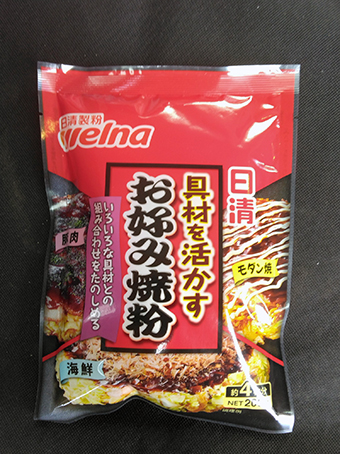 日清製粉
Welna
日清
具材を活かす
お好み焼粉
いろいろな具材との
組み合わせをたのしめる
豚肉
モダン焼
海鮮
約4
NET 20